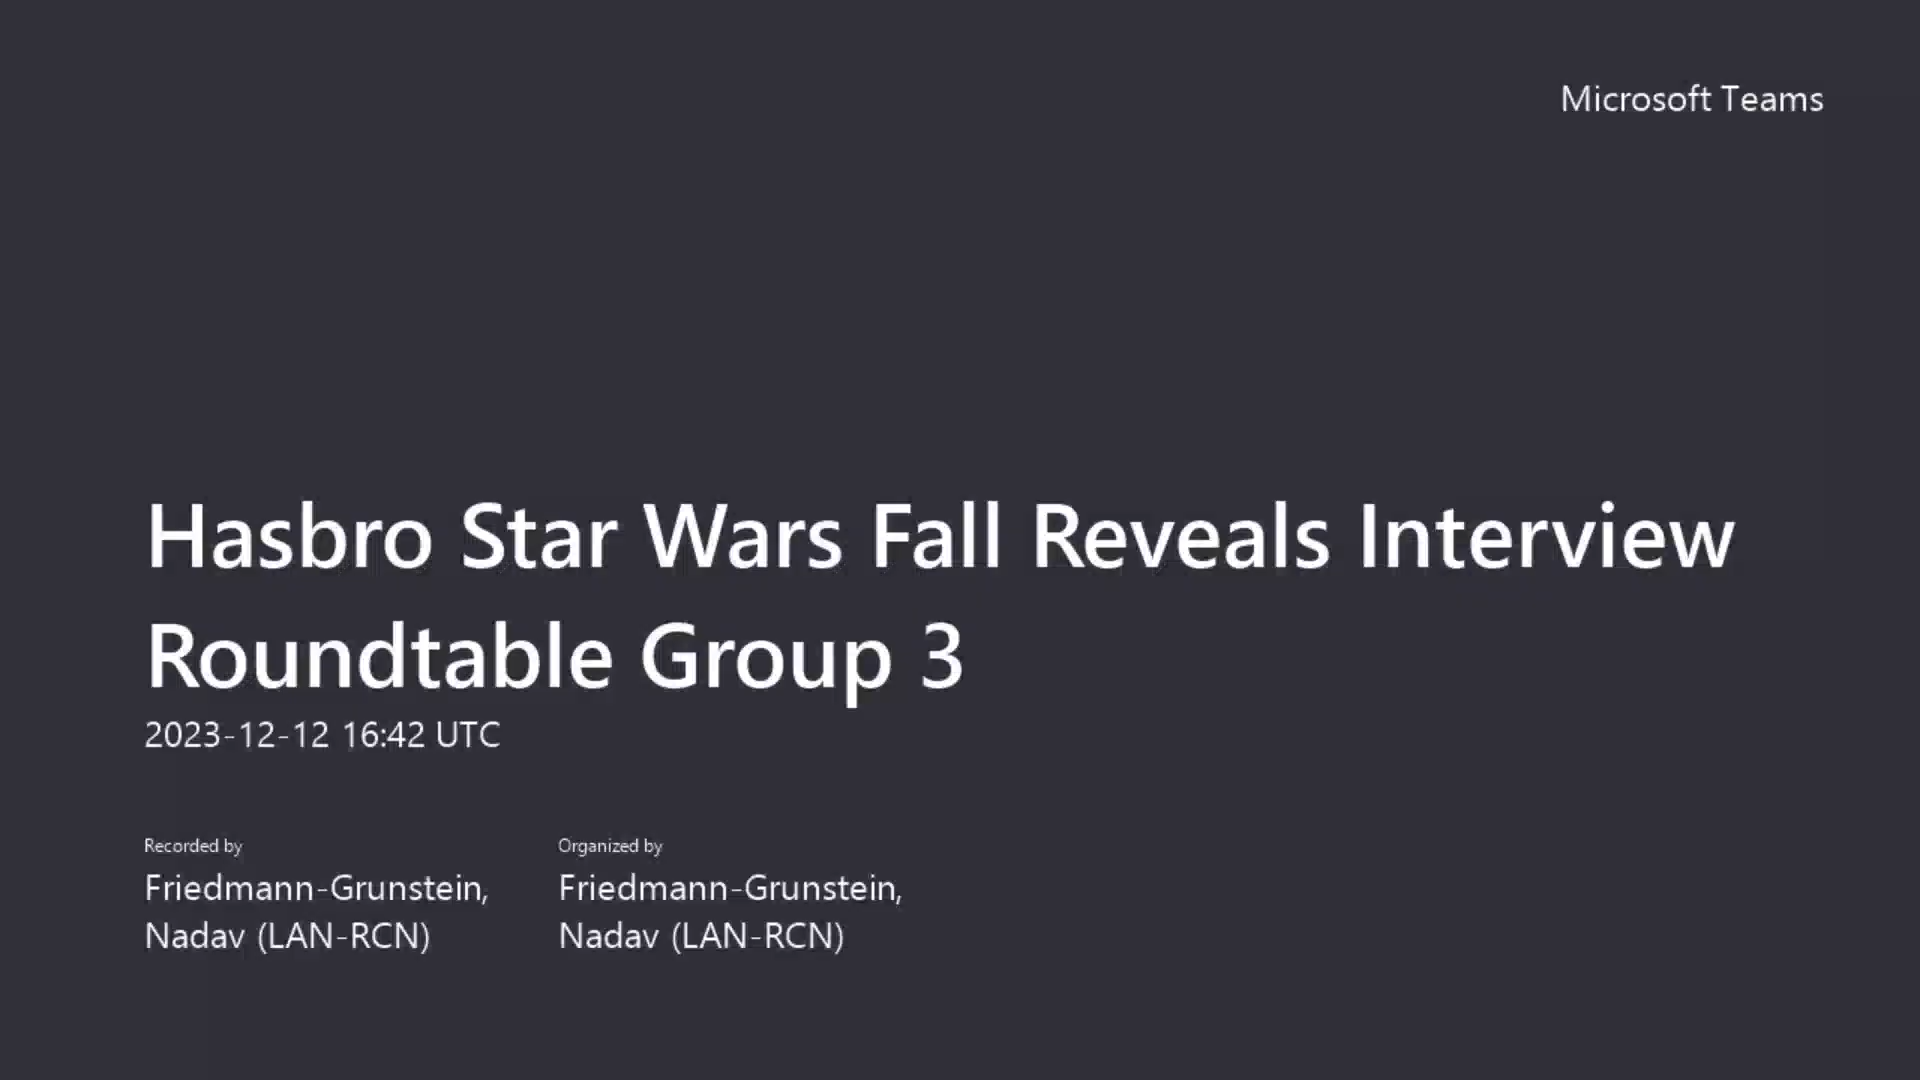 Microsoft Teams
Hasbro Star Wars Fall Reveals Interview
Roundtable Group 3
2023-12-12 16:42 UTC
Recorded by
Friedmann-Grunstein,
Nadav (LAN-RCN)
Organized by
Friedmann-Grunstein,
Nadav (LAN-RCN)